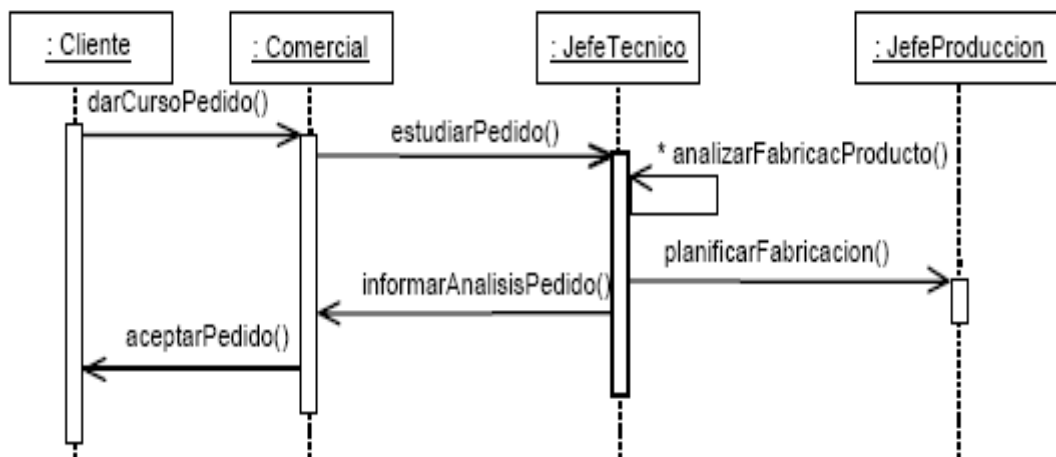 : Cliente
: Comercial
: JefeTecnico
: JefeProduccion
darCursoPedido()
estudiarPedido()
* analizarFabricacProducto()
planificarFabricacion()
informarAnalisisPedido()
aceptarPedido()